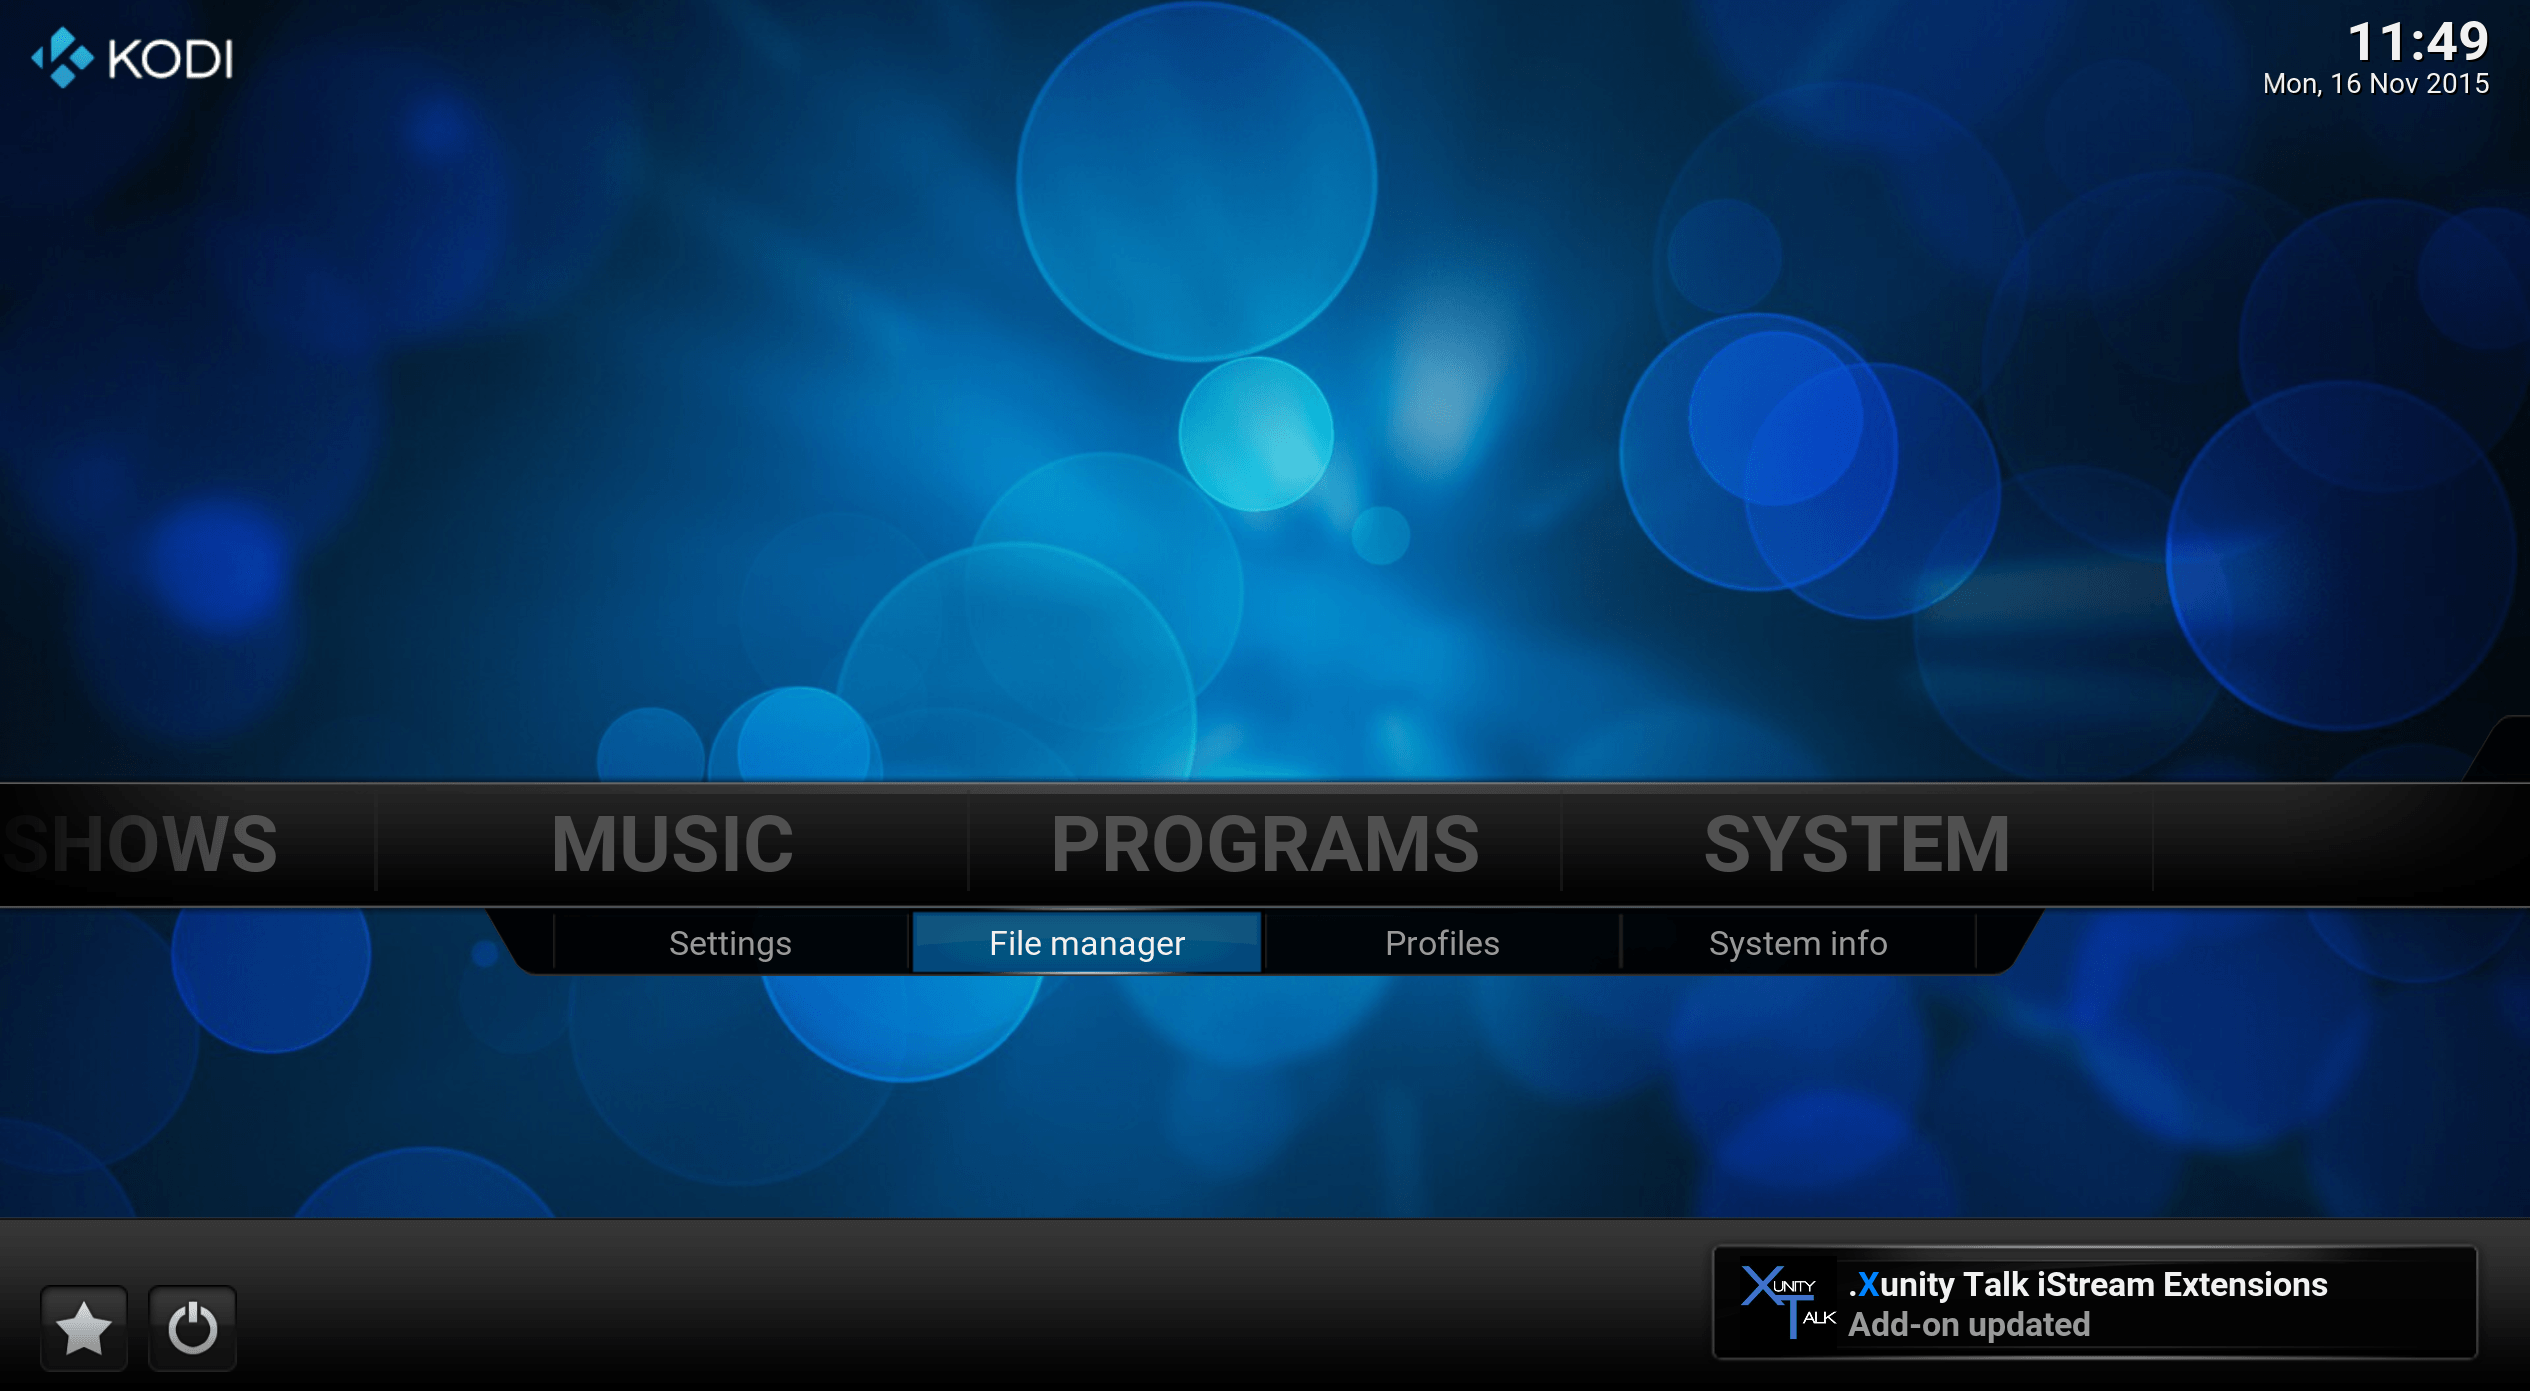 KODI
11:49
Mon, 16 Nov 2015
SHOWS
MUSIC
PROGRAMS
SYSTEM
Settings
File manager
Profiles
System info
XUNITY
TALK
.Xunity Talk iStream Extensions
Add-on updated